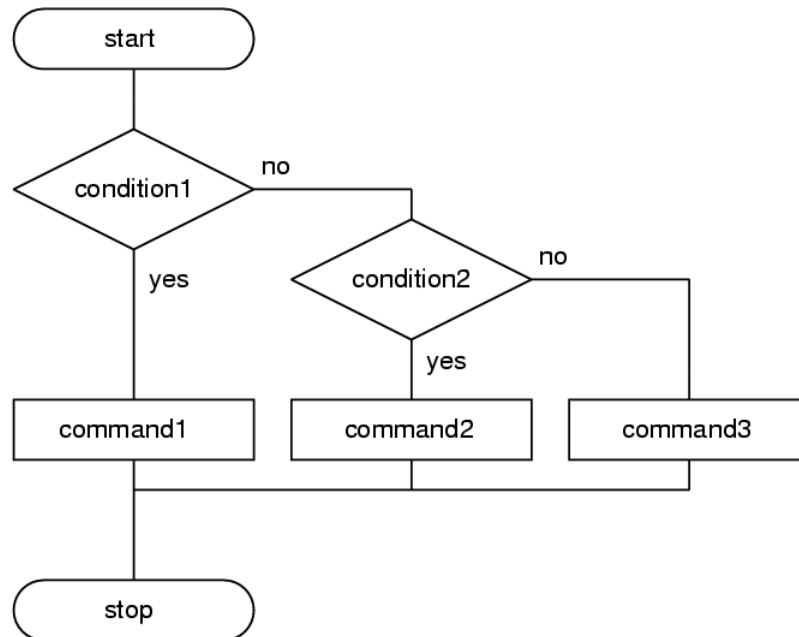 start
condition1
no
yes
condition2
no
yes
command1
command2
command3
stop